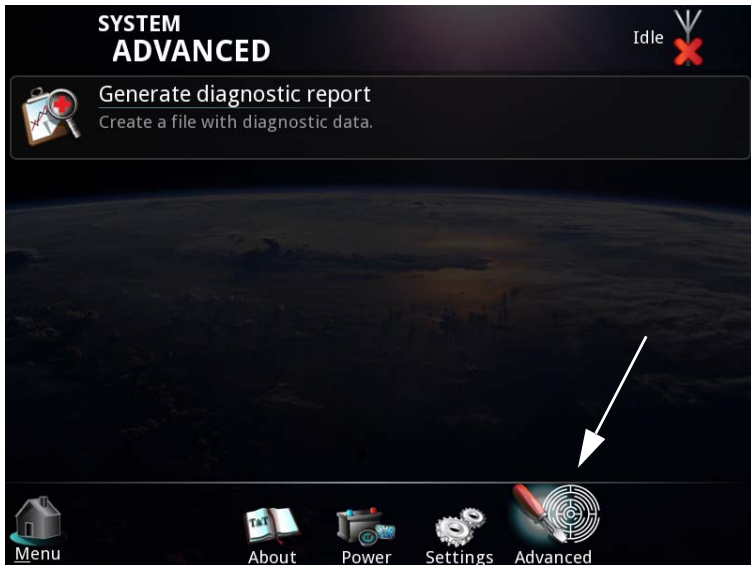 SYSTEM
ADVANCED
Idle
Generate diagnostic report
Create a file with diagnostic data.
T&T
Menu
About
Power
Settings
Advanced